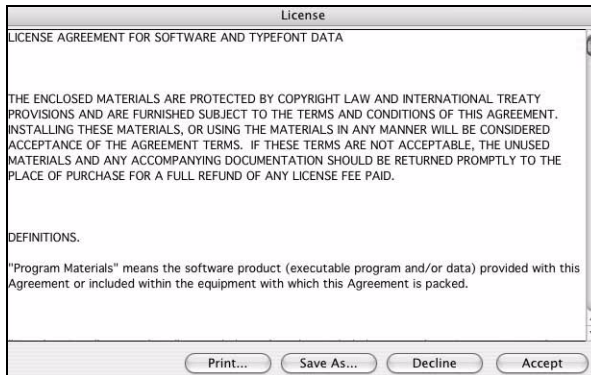 License
LICENSE AGREEMENT FOR SOFTWARE AND TYPEFONT DATA
THE ENCLOSED MATERIALS ARE PROTECTED BY COPYRIGHT LAW AND INTERNATIONAL TREATY
PROVISIONS AND ARE FURNISHED SUBJECT TO THE TERMS AND CONDITIONS OF THIS AGREEMENT.
INSTALLING THESE MATERIALS, OR USING THE MATERIALS IN ANY MANNER WILL BE CONSIDERED
ACCEPTANCE OF THE AGREEMENT TERMS.  IF THESE TERMS ARE NOT ACCEPTABLE, THE UNUSED
MATERIALS AND ANY ACCOMPANYING DOCUMENTATION SHOULD BE RETURNED PROMPTLY TO THE
PLACE OF PURCHASE FOR A FULL REFUND OF ANY LICENSE FEE PAID.
DEFINITIONS.
"Program Materials" means the software product (executable program and/or data) provided with this
Agreement or included within the equipment with which this Agreement is packed.
Print...
Save As...
Decline
Accept